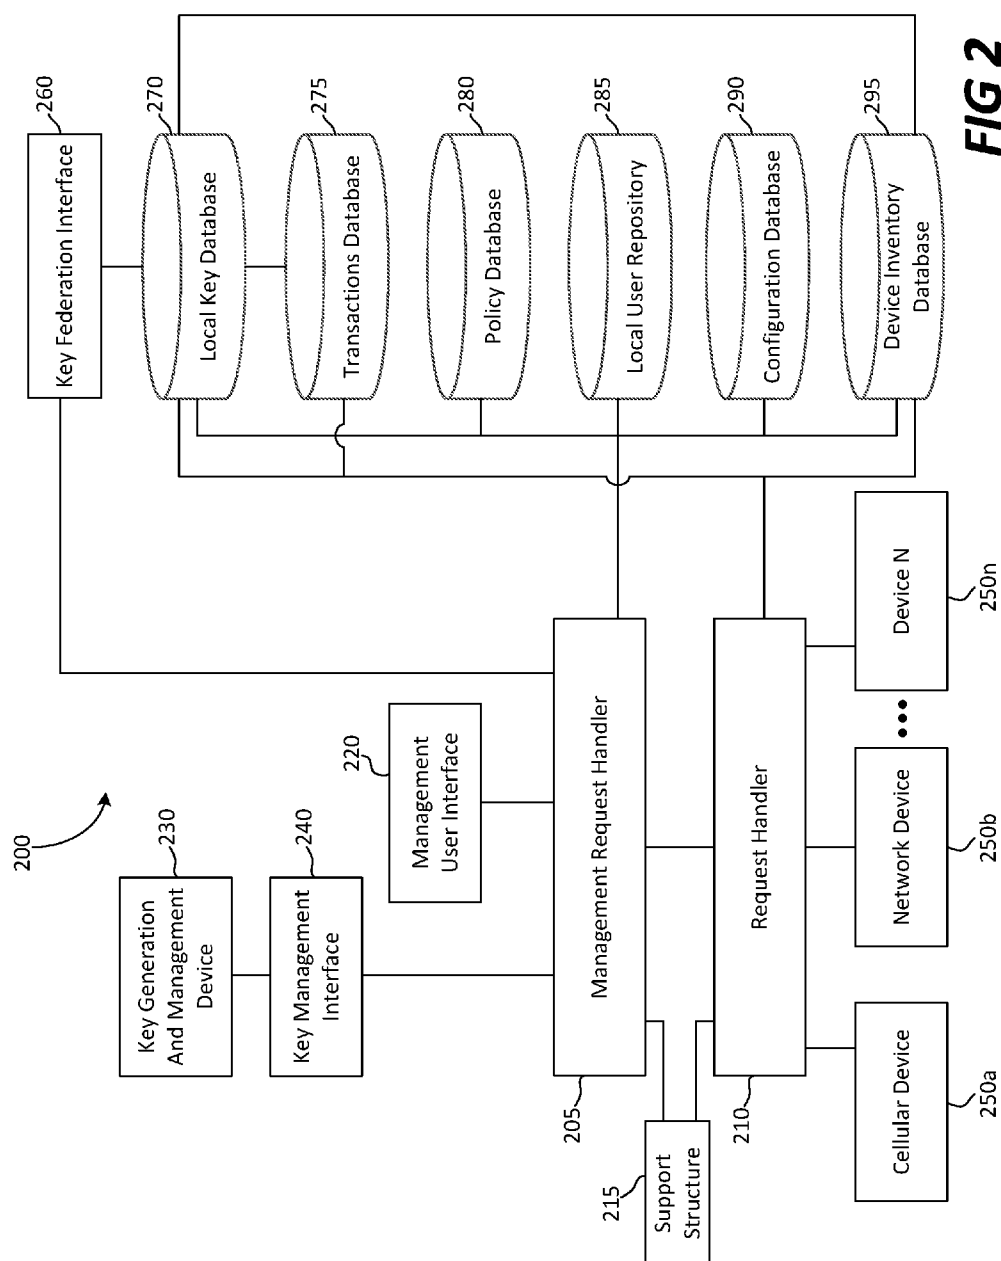 200
230
Key Generation
And Management
Device
240
Key Management
Interface
220
Management
User Interface
260
Key Federation Interface
270
Local Key Database
275
Transactions Database
280
Policy Database
285
Local User Repository
290
Configuration Database
295
Device Inventory
Database
205
Management Request Handler
215
Support
Structure
210
Request Handler
Cellular Device
250a
Network Device
250b
•••
Device N
250n
FIG 2